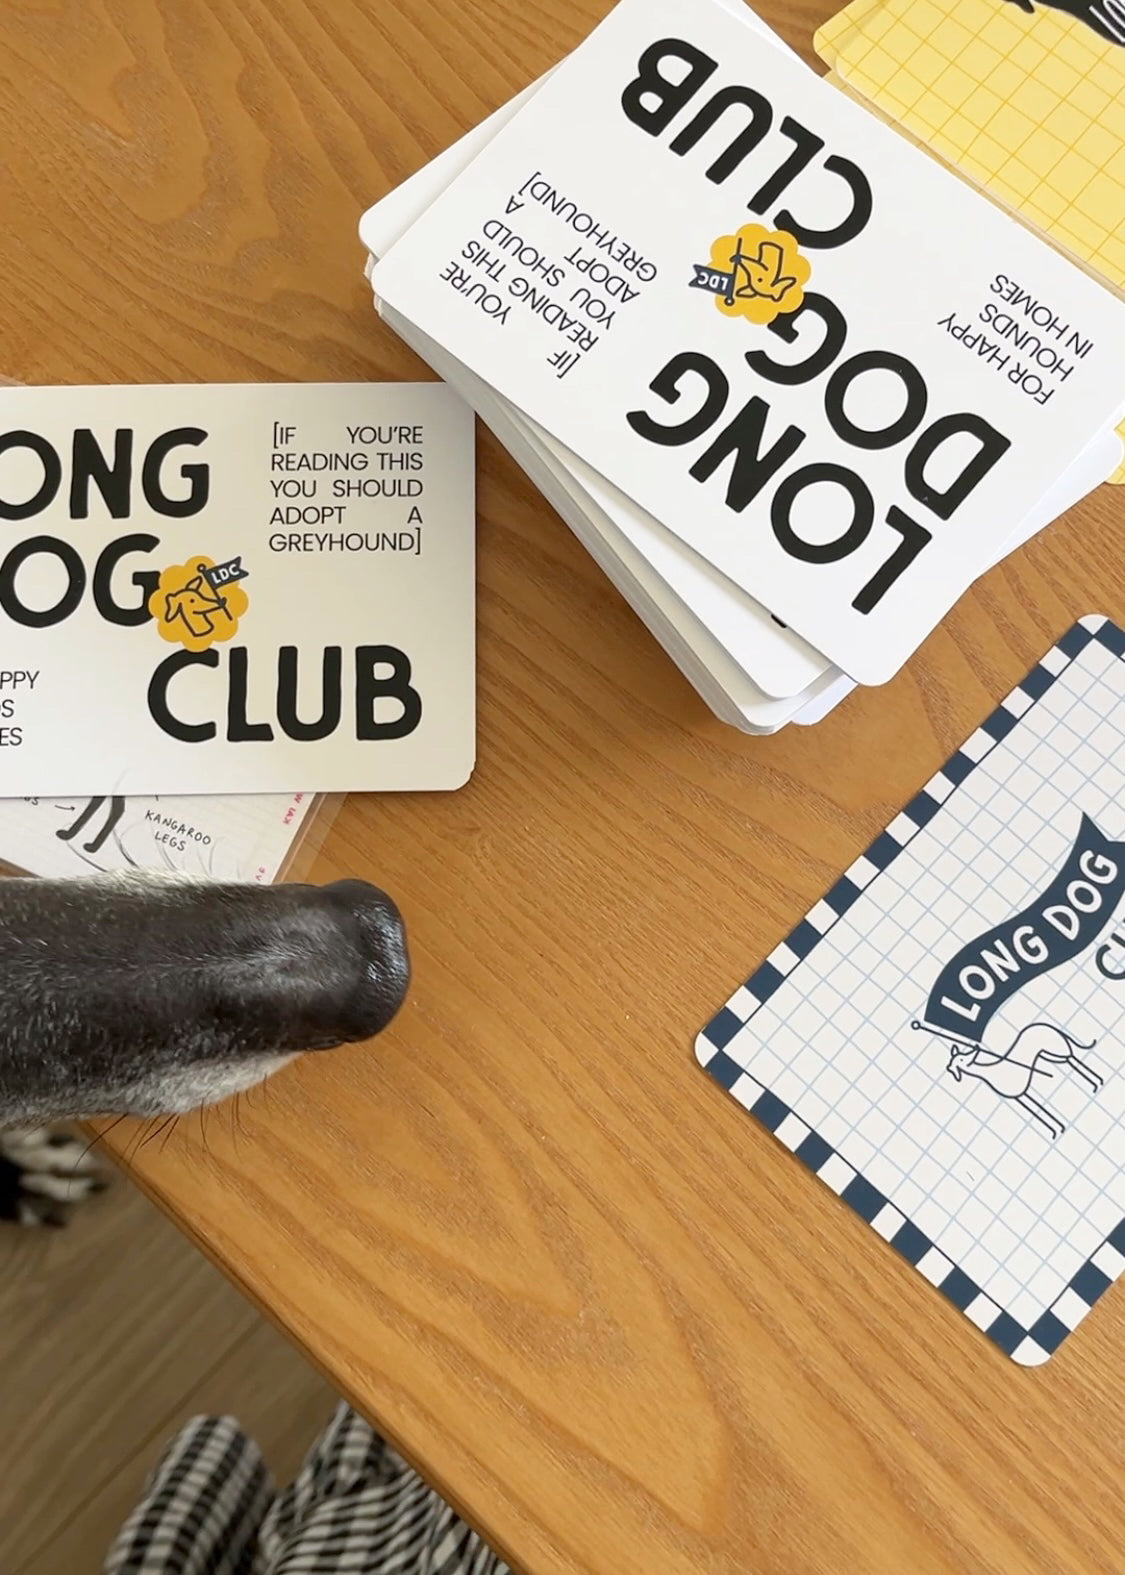 LONG
DOG
CLUB
[IF YOU'RE
READING THIS
YOU SHOULD
ADOPT A
GREYHOUND]
LDC
FOR HAPPY
HOUNDS
IN HOMES
ONG
OG
CLUB
[IF YOU'RE
READING THIS
YOU SHOULD
ADOPT A
GREYHOUND]
LDC
PPY
S
ES
KANGAROO
LEGS
LONG DOG